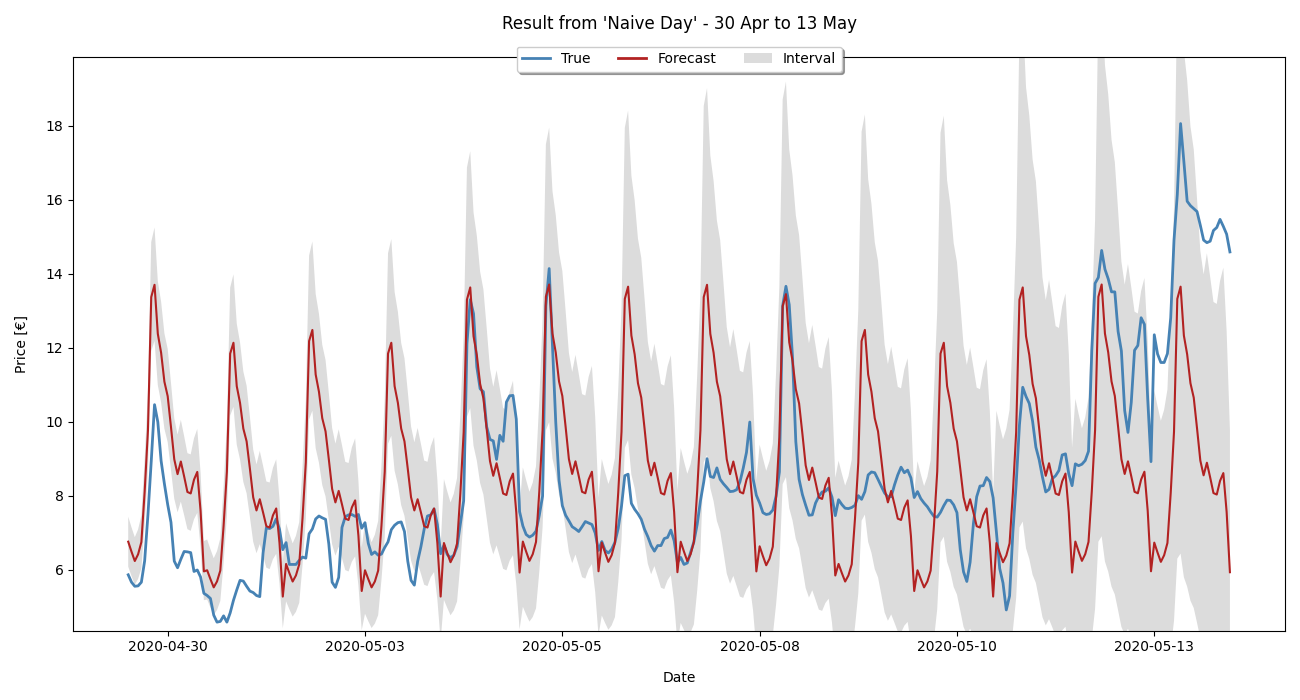 Result from 'Naive Day' - 30 Apr to 13 May
True Forecast Interval
18
16
14
12
10
8
6
Price [€]
2020-04-30 2020-05-03 2020-05-05 2020-05-08 2020-05-10 2020-05-13
Date